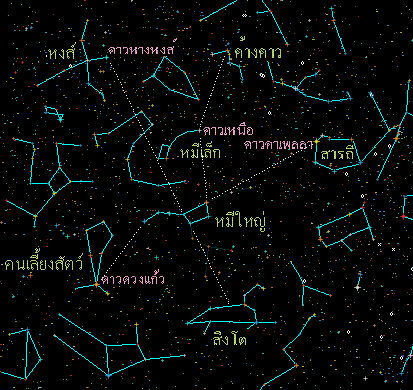 หงส์
ดาวหางหงส์
ค้างคาว
ดาวเหนือ
หมีเล็ก
ดาวคาเพลลา
สารถี
หมีใหญ่
คนเลี้ยงสัตว์
ดาวดวงแก้ว
สิงโต